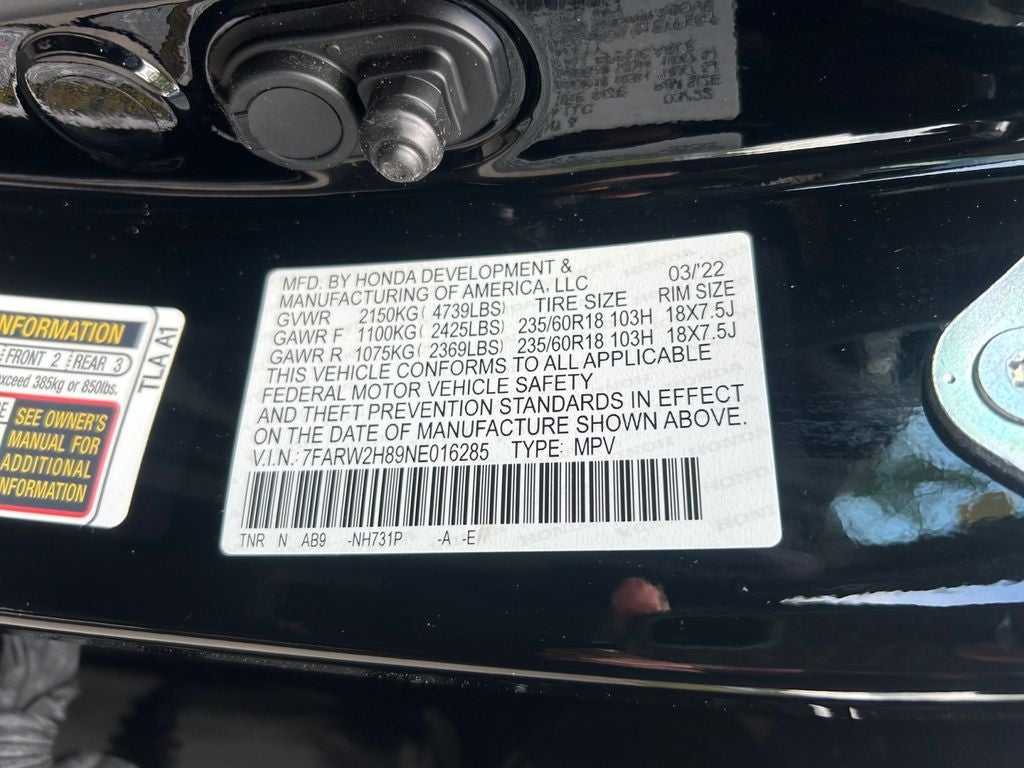 MFD. BY HONDA DEVELOPMENT & 03/'22
MANUFACTURING OF AMERICA, LLC
GVWR 2150KG( 4739LBS) TIRE SIZE RIM SIZE
GAWR F 1100KG( 2425LBS) 235/60R18 103H 18X7.5J
GAWR R 1075KG( 2369LBS) 235/60R18 103H 18X7.5J
THIS VEHICLE CONFORMS TO ALL APPLICABLE
FEDERAL MOTOR VEHICLE SAFETY
AND THEFT PREVENTION STANDARDS IN EFFECT
ON THE DATE OF MANUFACTURE SHOWN ABOVE.
V.I.N.: 7FARW2H89NE016285 TYPE: MPV
TNR N AB9 -NH731P -A -E
NFORMATION
FRONT 2 REAR 3
xceed 385kg or 850lbs.
SEE OWNER'S
MANUAL FOR
ADDITIONAL
INFORMATION
TLA A1